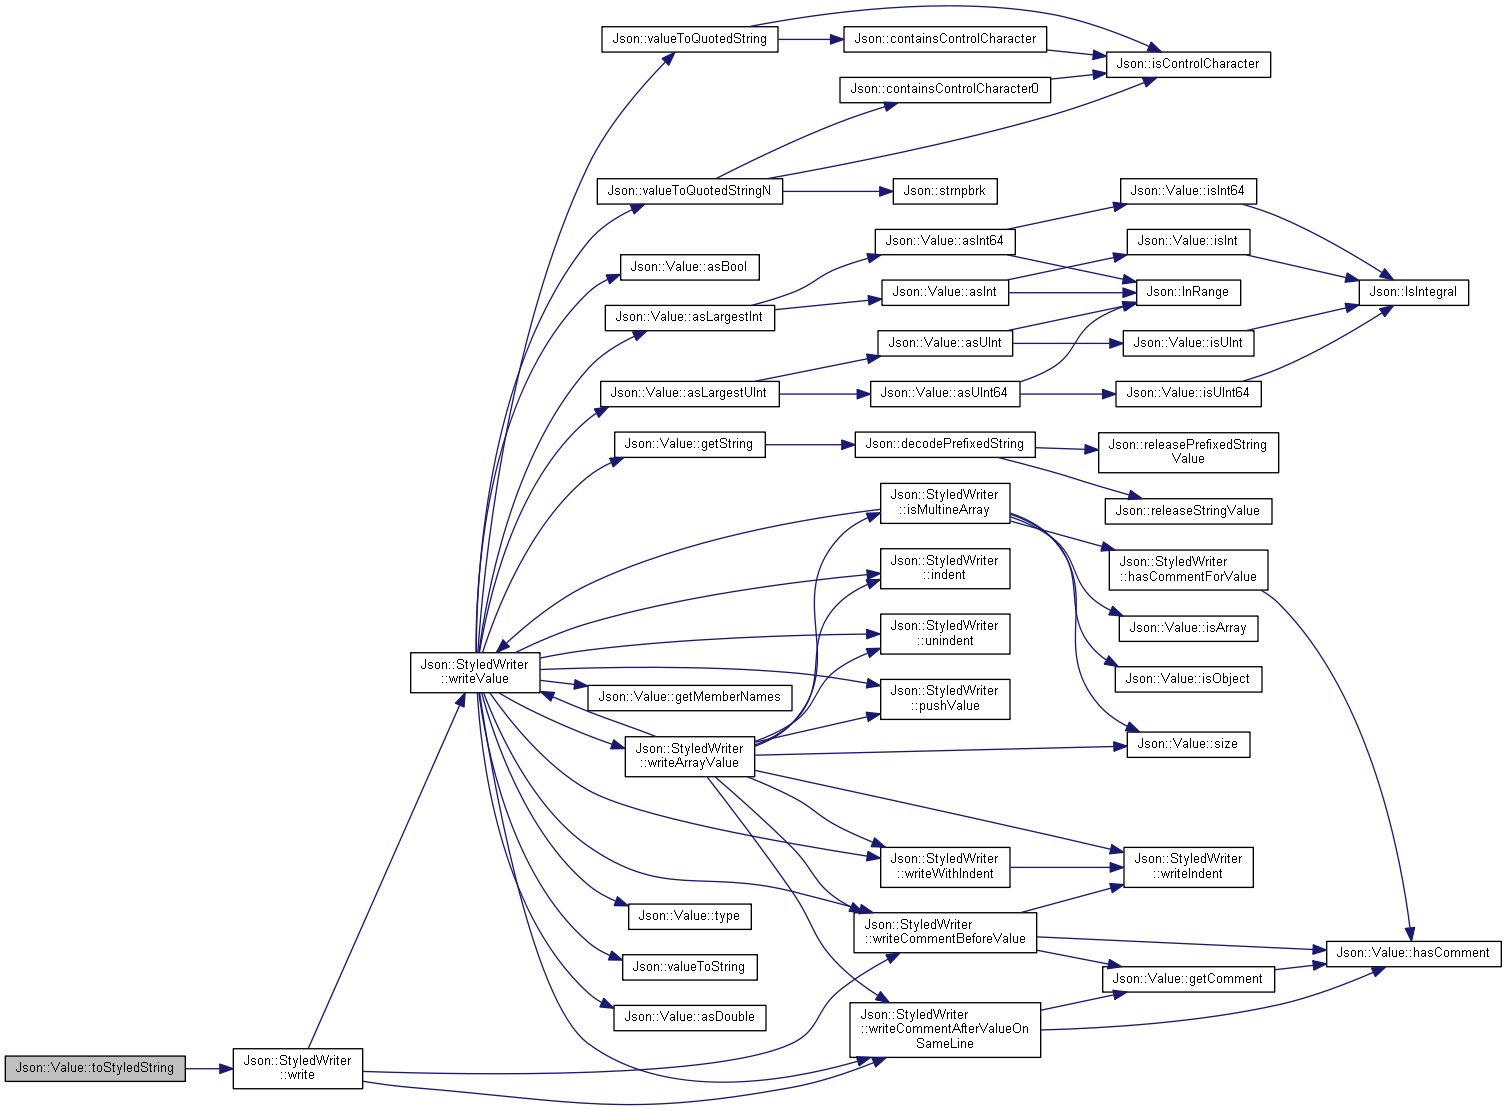 Json::valueToQuotedString
Json::containsControlCharacter
Json::isControlCharacter
Json::containsControlCharacter0
Json::valueToQuotedStringN
Json::strnpbrk
Json::Value::isInt64
Json::Value::asInt64
Json::Value::isInt
Json::Value::asBool
Json::Value::asInt
Json::InRange
Json::IsIntegral
Json::Value::asLargestInt
Json::Value::asUInt
Json::Value::isUInt
Json::Value::asLargestUInt
Json::Value::asUInt64
Json::Value::isUInt64
Json::Value::getString
Json::decodePrefixedString
Json::releasePrefixedString
Value
Json::StyledWriter
::isMultineArray
Json::releaseStringValue
Json::StyledWriter
::indent
Json::StyledWriter
::hasCommentForValue
Json::StyledWriter
::unindent
Json::Value::isArray
Json::StyledWriter
::writeValue
Json::Value::isObject
Json::Value::getMemberNames
Json::StyledWriter
::pushValue
Json::StyledWriter
::writeArrayValue
Json::Value::size
Json::StyledWriter
::writeWithIndent
Json::StyledWriter
::writeIndent
Json::Value::type
Json::StyledWriter
::writeCommentBeforeValue
Json::Value::hasComment
Json::valueToString
Json::Value::getComment
Json::Value::asDouble
Json::StyledWriter
::writeCommentAfterValueOn
SameLine
Json::Value::toStyledString
Json::StyledWriter
::write